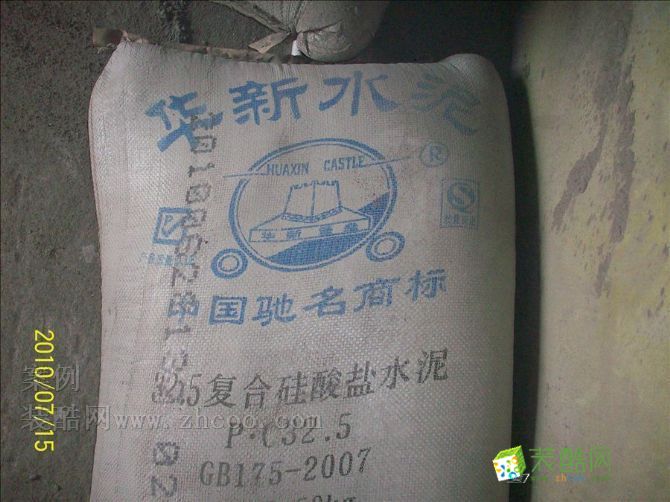 华新水泥
HUAXIN CASTLE
®
华新堡垒
中国驰名商标
32.5复合硅酸盐水泥
P·C32.5
GB175-2007
50kg
2010/07/15
案例
装酷网www.zhcoo.com
装酷网